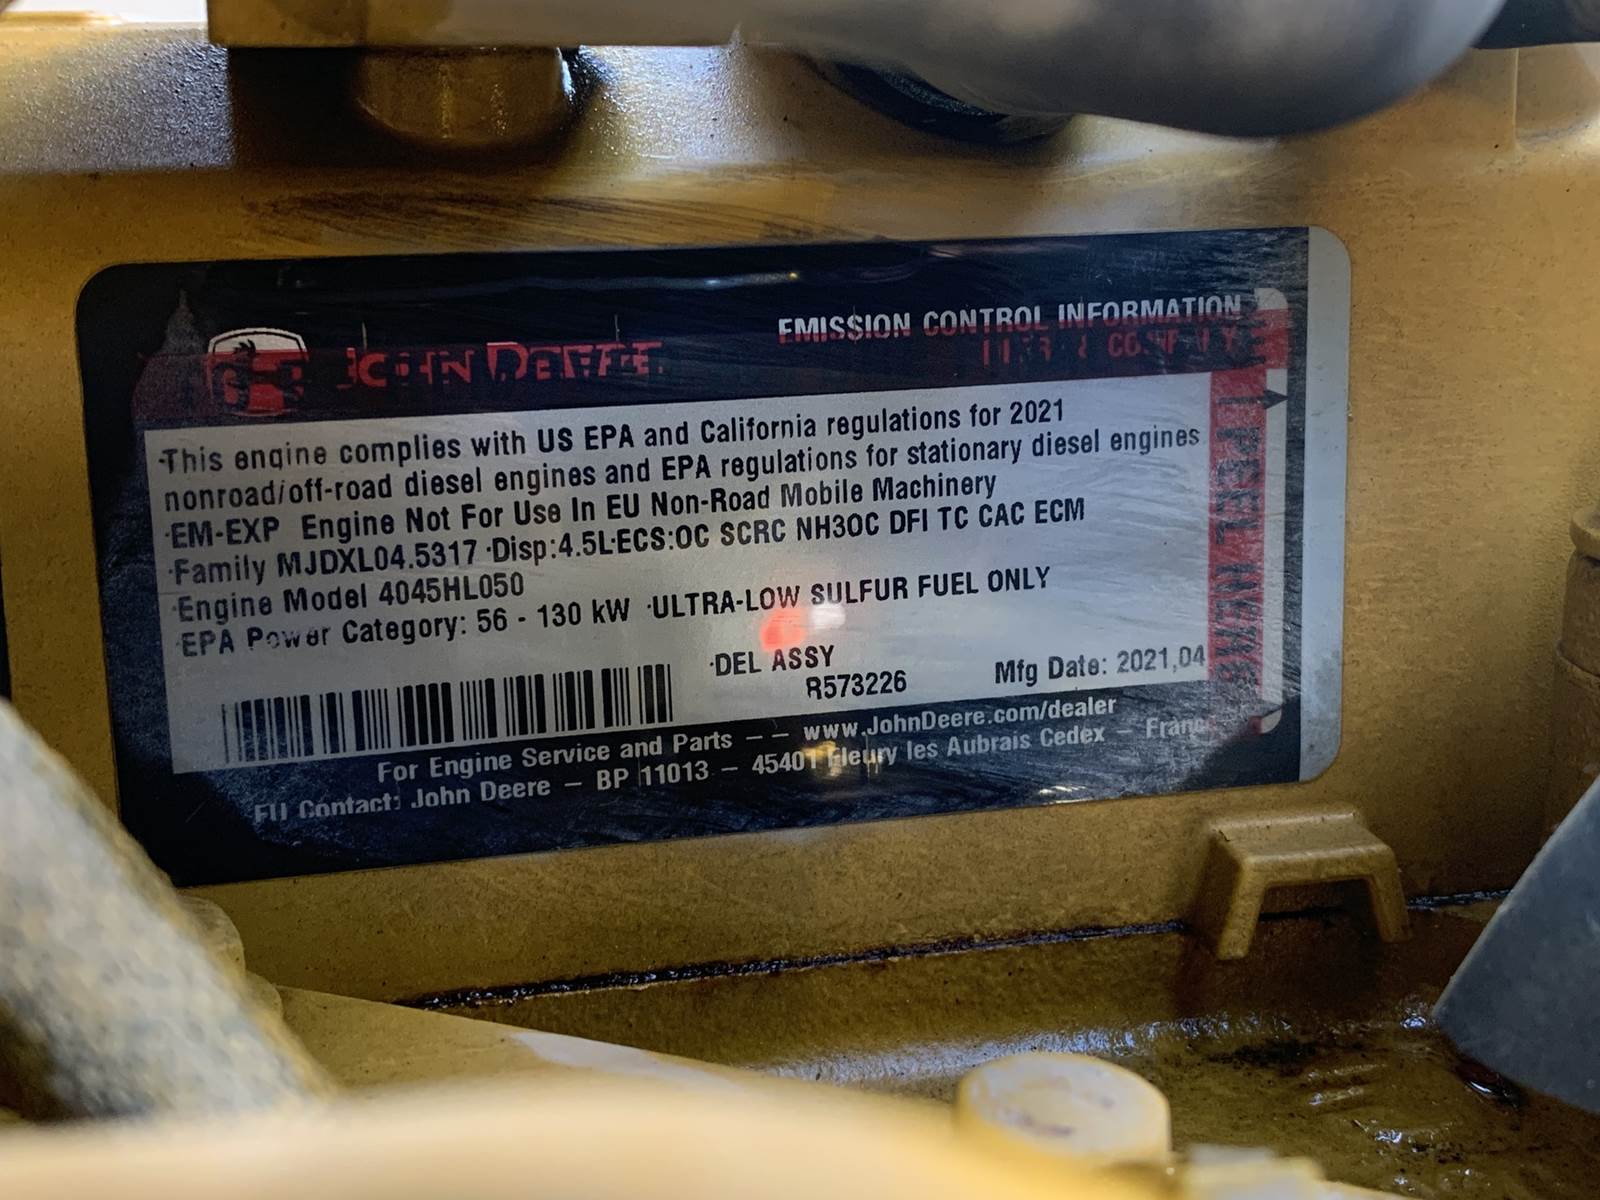 JOHN DEERE
EMISSION CONTROL INFORMATION
·This engine complies with US EPA and California regulations for 2021
nonroad/off-road diesel engines and EPA regulations for stationary diesel engines
·EM-EXP Engine Not For Use In EU Non-Road Mobile Machinery
·Family MJDXL04.5317 ·Disp:4.5L·ECS:OC SCRC NH3OC DFI TC CAC ECM
·Engine Model 4045HL050
·EPA Power Category: 56 - 130 kW ·ULTRA-LOW SULFUR FUEL ONLY
·DEL ASSY
R573226
Mfg Date: 2021,04
For Engine Service and Parts — — www.JohnDeere.com/dealer
EU Contact: John Deere — BP 11013 — 45401 Fleury les Aubrais Cedex — France